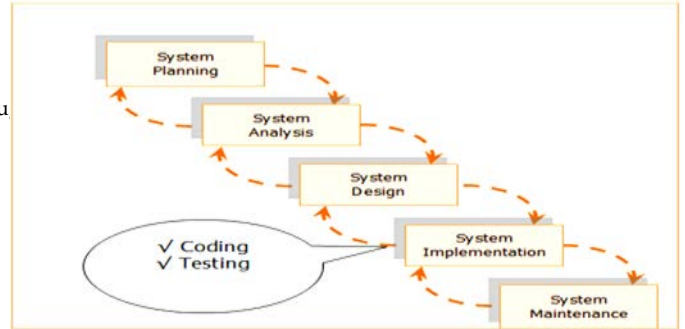 System
Planning
System
Analysis
System
Design
√ Coding
√ Testing
System
Implementation
System
Maintenance